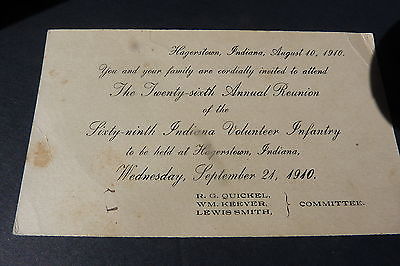 Hagerstown, Indiana, August 10, 1910.
You and your family are cordially invited to attend
The Twenty-sixth Annual Reunion
of the
Sixty-ninth Indiana Volunteer Infantry
to be held at Hagerstown, Indiana,
Wednesday, September 21, 1910.
R. G. QUICKEL,
WM. KEEVER, } COMMITTEE.
LEWIS SMITH,